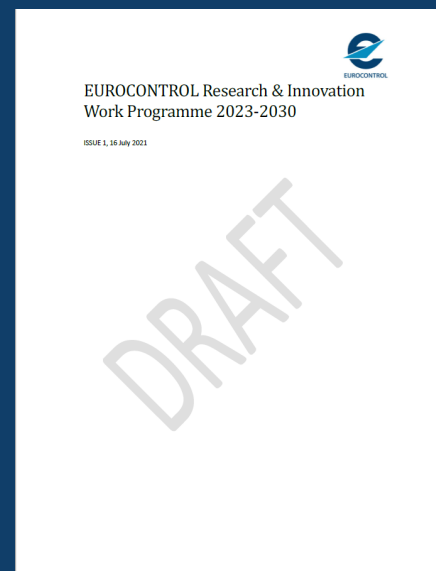 EUROCONTROL
EUROCONTROL Research & Innovation
Work Programme 2023-2030
ISSUE 1, 16 July 2021
DRAFT